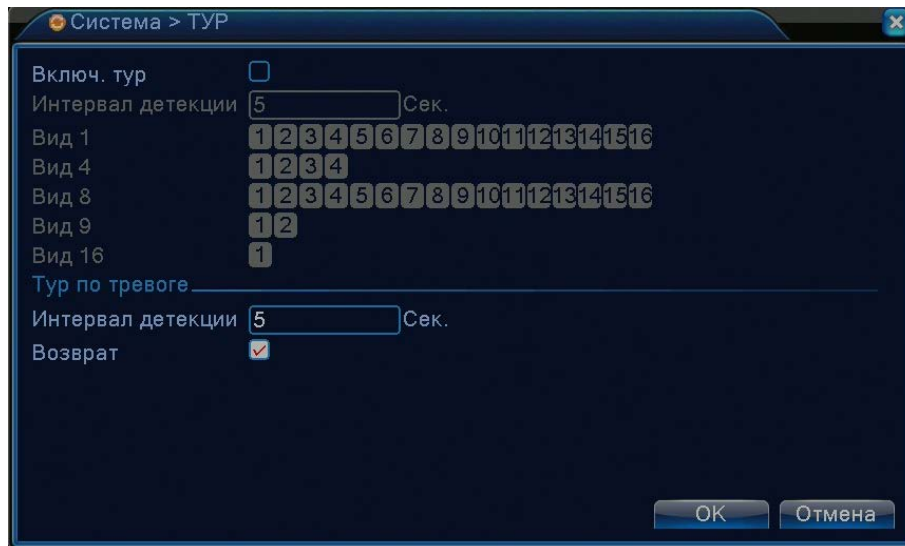 Система > ТУР
Включ. тур
Интервал детекции 5 Сек.
Вид 1 1 2 3 4 5 6 7 8 9 10 11 12 13 14 15 16
Вид 4 1 2 3 4
Вид 8 1 2 3 4 5 6 7 8 9 10 11 12 13 14 15 16
Вид 9 1 2
Вид 16 1
Тур по тревоге
Интервал детекции 5 Сек.
Возврат
OK Отмена